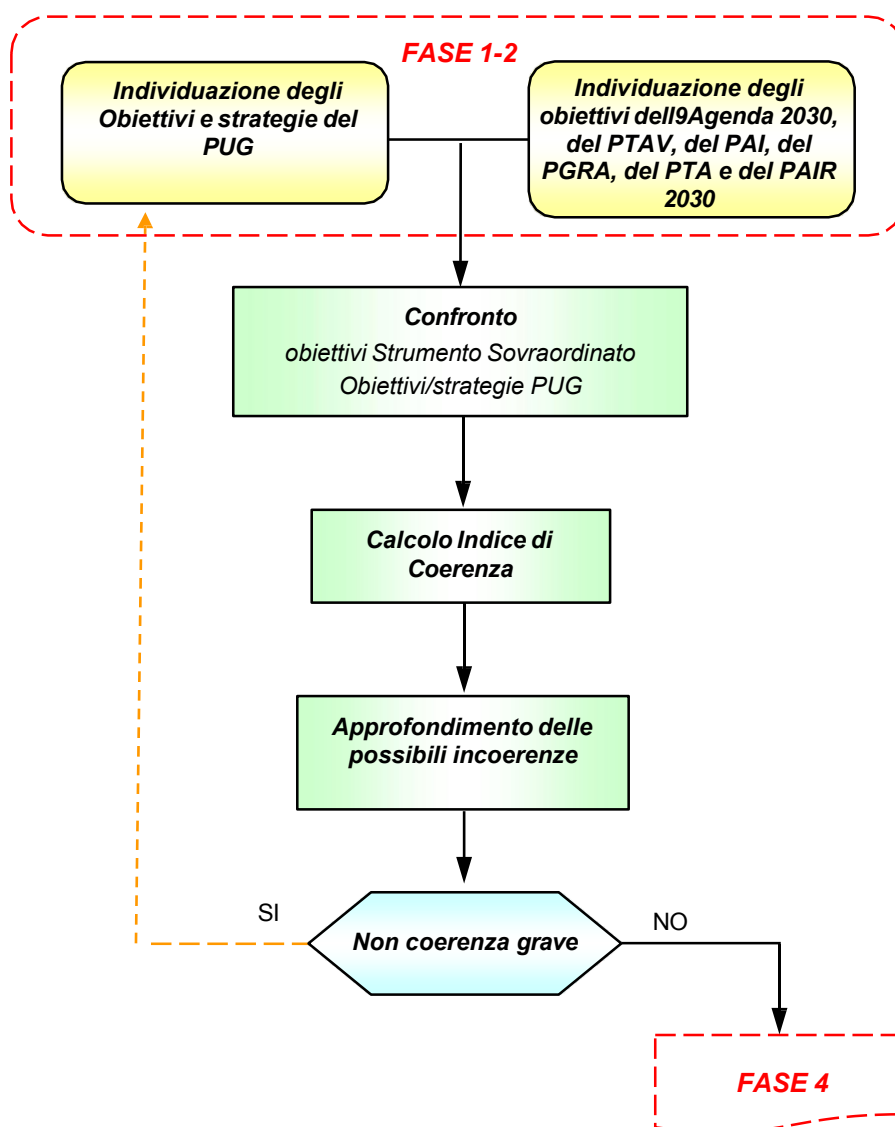 FASE 1-2
Individuazione degli
Obiettivi e strategie del
PUG
Individuazione degli
obiettivi dell9Agenda 2030,
del PTAV, del PAI, del
PGRA, del PTA e del PAIR
2030
Confronto
obiettivi Strumento Sovraordinato
Obiettivi/strategie PUG
Calcolo Indice di
Coerenza
Approfondimento delle
possibili incoerenze
SI
Non coerenza grave
NO
FASE 4